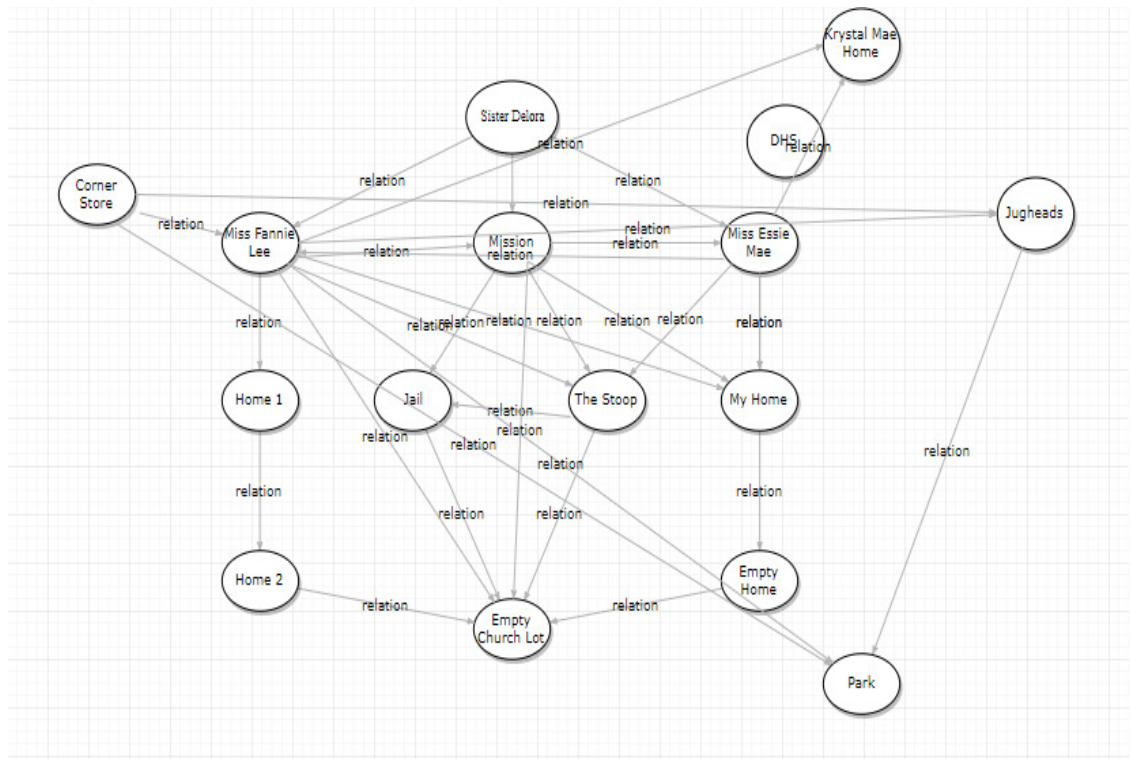 Krystal Mae
Home
Sister Delora
DHS
relation
relation
relation
relation
Corner
Store
relation
relation
Jugheads
relation
Miss Fannie
Lee
relation
Mission
relation
relation
Miss Essie
Mae
relation
relation
relation
relation
relation
relation
relation
relation
Home 1
Jail
The Stoop
My Home
relation
relation
relation
relation
relation
relation
relation
relation
relation
relation
relation
Home 2
Empty
Home
relation
relation
Empty
Church Lot
Park